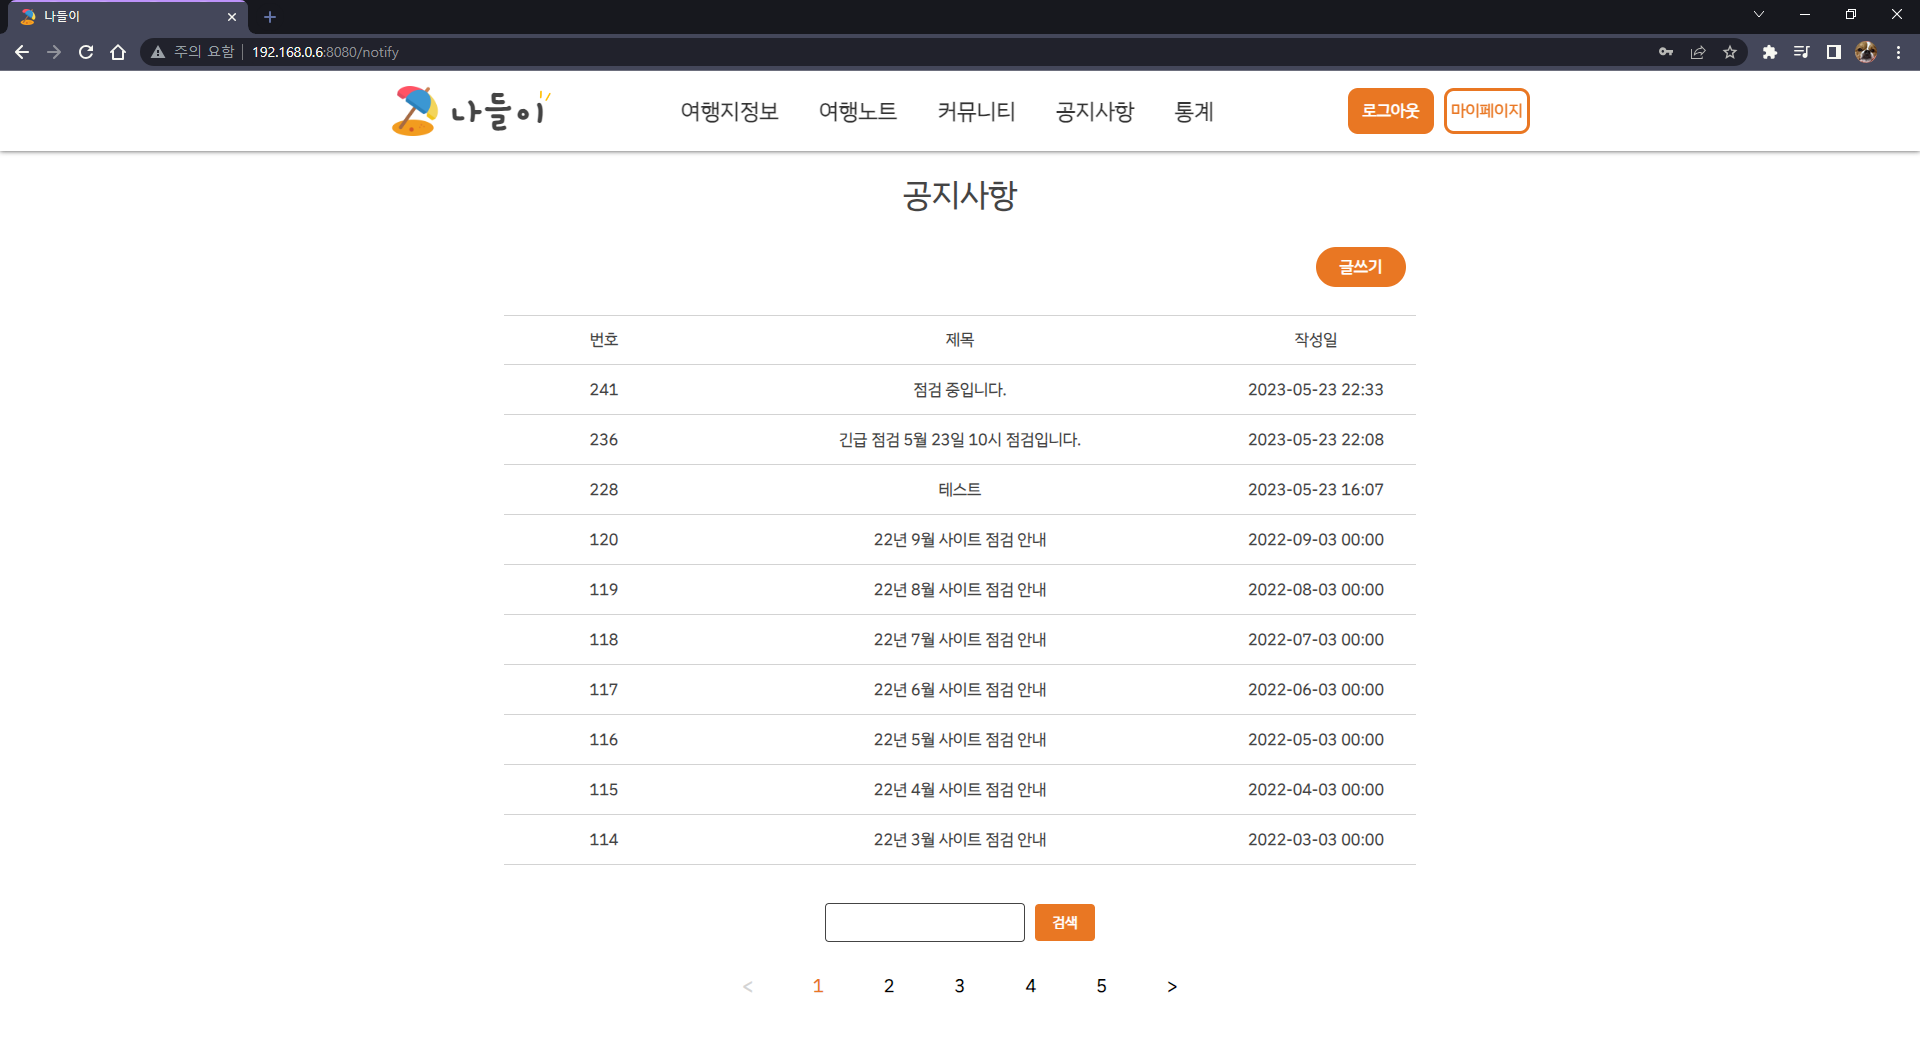 나들이
주의 요함 192.168.0.6:8080/notify
나들이 여행지정보 여행노트 커뮤니티 공지사항 통계 로그아웃 마이페이지
공지사항
글쓰기
번호 제목 작성일
241 점검 중입니다. 2023-05-23 22:33
236 긴급 점검 5월 23일 10시 점검입니다. 2023-05-23 22:08
228 테스트 2023-05-23 16:07
120 22년 9월 사이트 점검 안내 2022-09-03 00:00
119 22년 8월 사이트 점검 안내 2022-08-03 00:00
118 22년 7월 사이트 점검 안내 2022-07-03 00:00
117 22년 6월 사이트 점검 안내 2022-06-03 00:00
116 22년 5월 사이트 점검 안내 2022-05-03 00:00
115 22년 4월 사이트 점검 안내 2022-04-03 00:00
114 22년 3월 사이트 점검 안내 2022-03-03 00:00
검색
< 1 2 3 4 5 >